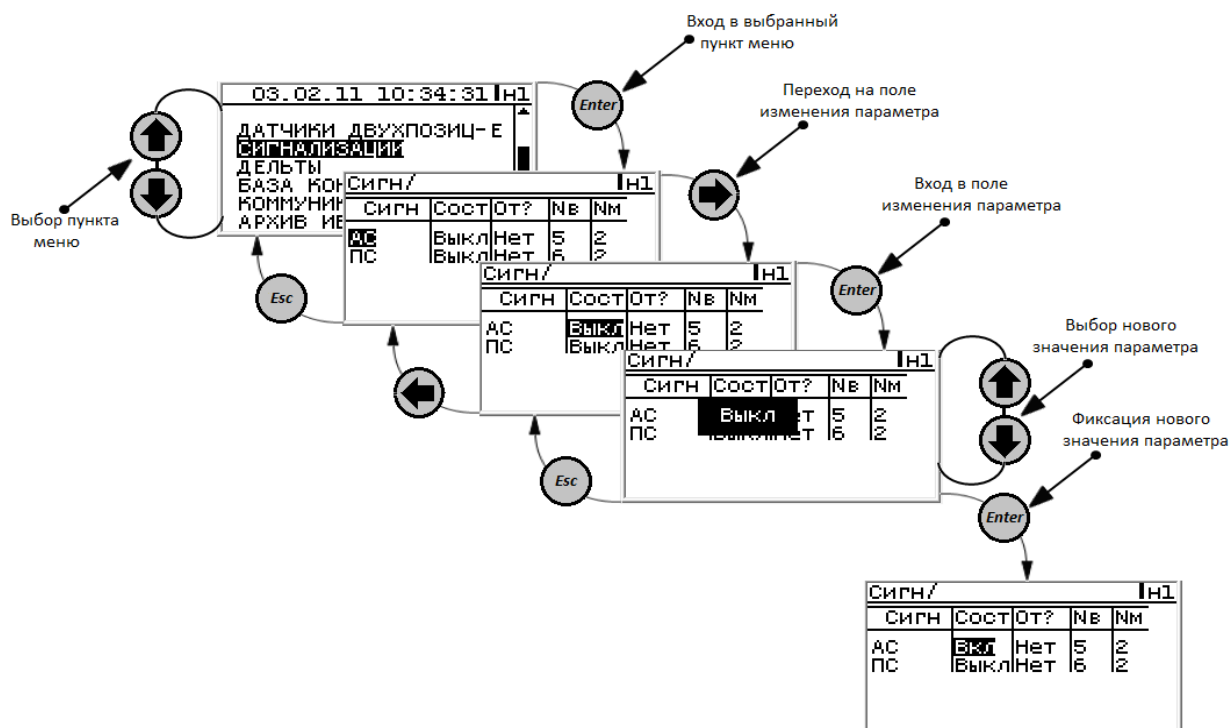 Вход в выбранный
пункт меню
Enter
Переход на поле
изменения параметра
03.02.11 10:34:31 Н1
ДАТЧИКИ ДВУХПОЗИЦ-Е
СИГНАЛИЗАЦИИ
ДЕЛЬТЫ
БАЗА
АРХИВ
Выбор пункта
меню
Сигн/ Н1
Сигн Сост От? Nв Nм
АС Выкл Нет 5 2
ПС Выкл Нет 6 2
Вход в поле
изменения параметра
Esc
Сигн/ Н1
Сигн Сост От? Nв Nм
АС Выкл Нет 5 2
ПС Выкл Нет 6 2
Enter
Выбор нового
значения параметра
Сигн/ Н1
Сигн Сост От? Nв Nм
АС Выкл 5 2
ПС Выкл Нет 6 2
Фиксация нового
значения параметра
Esc
Enter
Сигн/ Н1
Сигн Сост От? Nв Nм
АС Вкл Нет 5 2
ПС Выкл Нет 6 2